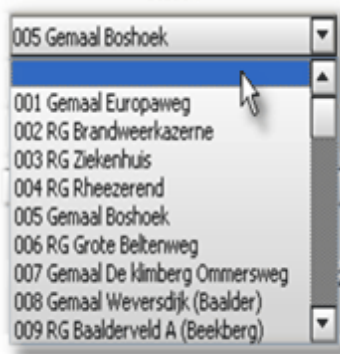 005 Gemaal Boshoek
001 Gemaal Europaweg
002 RG Brandweerkazerne
003 RG Ziekenhuis
004 RG Rheezerend
005 Gemaal Boshoek
006 RG Grote Beltenweg
007 Gemaal De klimberg Ommersweg
008 Gemaal Weversdijk (Baalder)
009 RG Baalderveld A (Beekberg)